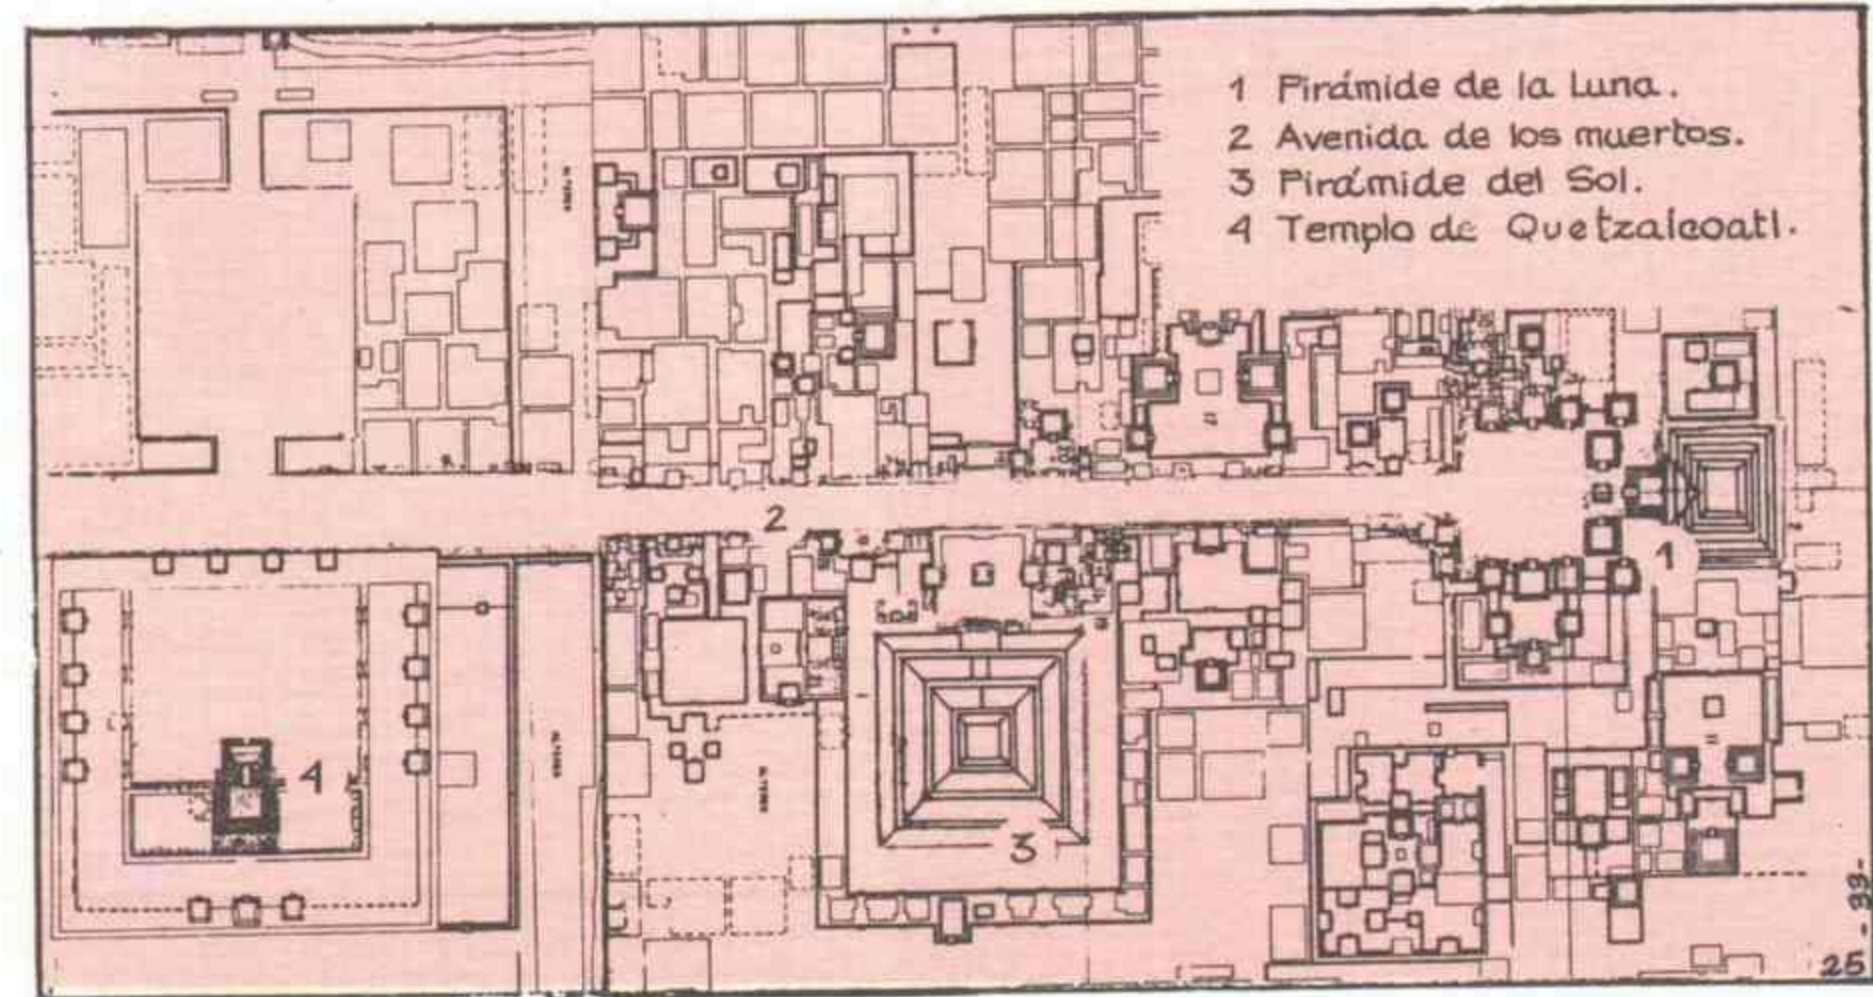 1 Pirámide de la Luna.
2 Avenida de los muertos.
3 Pirámide del Sol.
4 Templo de Quetzalcoatl.
2
1
4
3
25